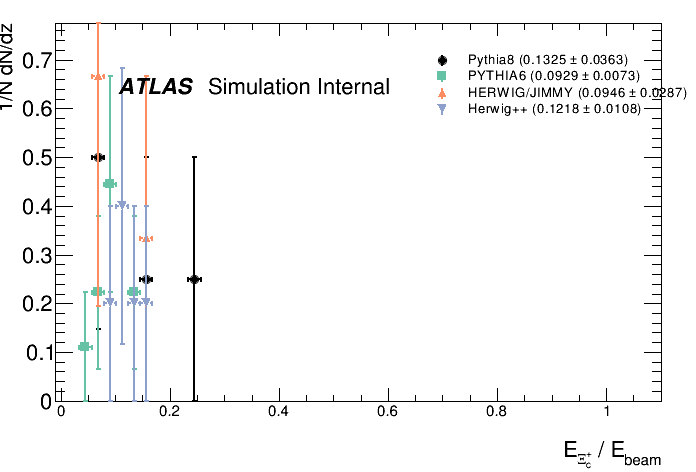 1/N dN/dz
0.7
0.6
0.5
0.4
0.3
0.2
0.1
0
ATLAS Simulation Internal
Pythia8 (0.1325 ± 0.0363)
PYTHIA6 (0.0929 ± 0.0073)
HERWIG/JIMMY (0.0946 ± 0.0287)
Herwig++ (0.1218 ± 0.0108)
0 0.2 0.4 0.6 0.8 1
E_Ξ_c^+ / E_beam